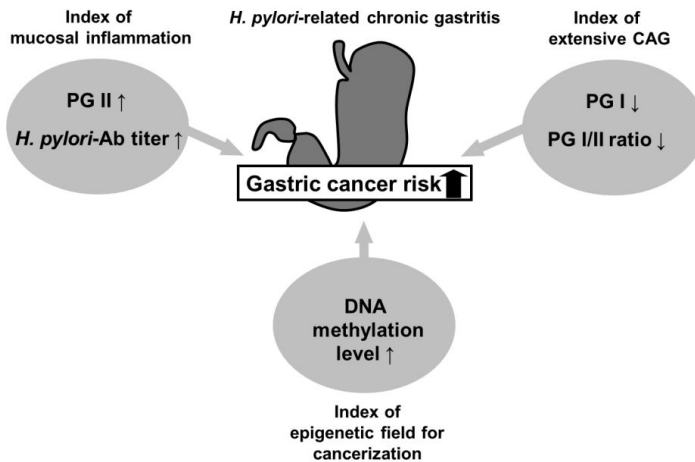 Index of
mucosal inflammation
PG II ↑
H. pylori-Ab titer ↑
H. pylori-related chronic gastritis
Index of
extensive CAG
PG I ↓
PG I/II ratio ↓
Gastric cancer risk
DNA
methylation
level ↑
Index of
epigenetic field for
cancerization